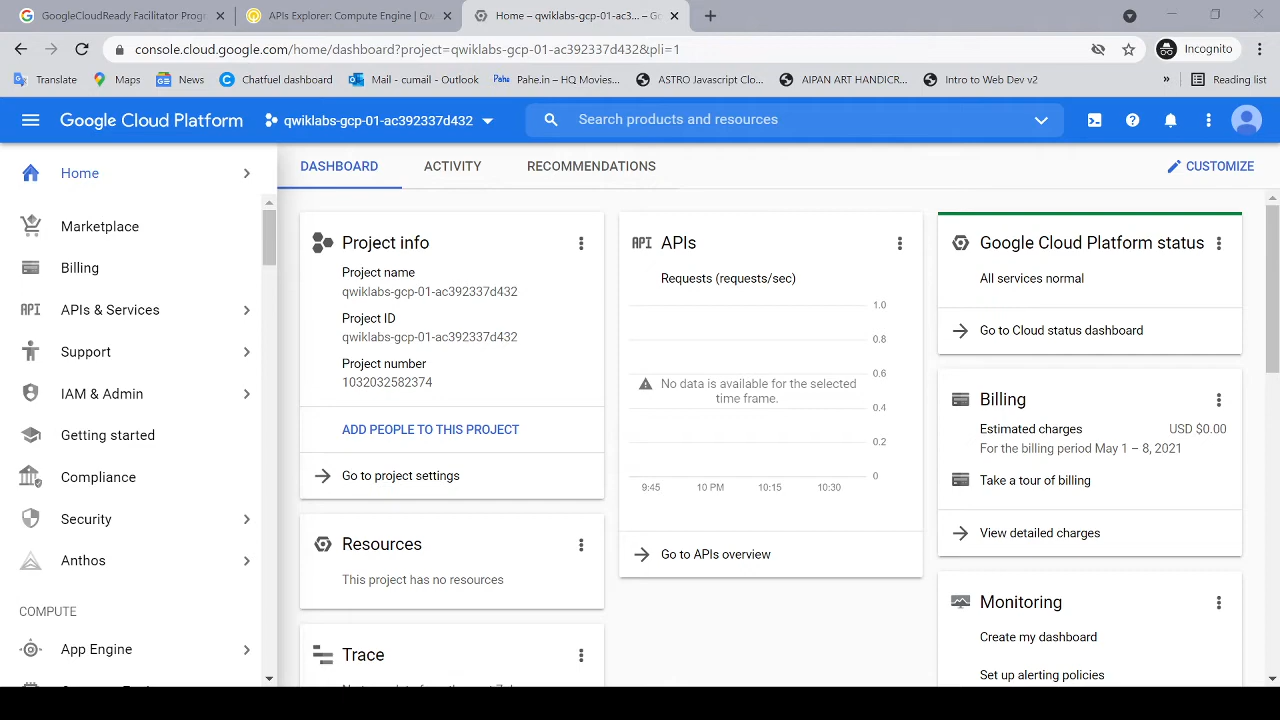 GoogleCloudReady Facilitator Progr
APIs Explorer: Compute Engine | Qw
Home – qwiklabs-gcp-01-ac3... – Go
console.cloud.google.com/home/dashboard?project=qwiklabs-gcp-01-ac392337d432&pli=1
Incognito
Translate
Maps
News
Chatfuel dashboard
Mail - cumail - Outlook
Pahe.in – HQ Movies...
ASTRO Javascript Clo...
AIPAN ART HANDICR...
Intro to Web Dev v2
»
Reading list
Google Cloud Platform
qwiklabs-gcp-01-ac392337d432
Search products and resources
Home
Marketplace
Billing
API
APIs & Services
Support
IAM & Admin
Getting started
Compliance
Security
Anthos
COMPUTE
App Engine
DASHBOARD
ACTIVITY
RECOMMENDATIONS
CUSTOMIZE
Project info
Project name
qwiklabs-gcp-01-ac392337d432
Project ID
qwiklabs-gcp-01-ac392337d432
Project number
1032032582374
ADD PEOPLE TO THIS PROJECT
Go to project settings
Resources
This project has no resources
Trace
API
APIs
Requests (requests/sec)
1.0
0.8
0.6
No data is available for the selected
time frame.
0.4
0.2
0
9:45
10 PM
10:15
10:30
Go to APIs overview
Google Cloud Platform status
All services normal
Go to Cloud status dashboard
Billing
Estimated charges
USD $0.00
For the billing period May 1 – 8, 2021
Take a tour of billing
View detailed charges
Monitoring
Create my dashboard
Set up alerting policies